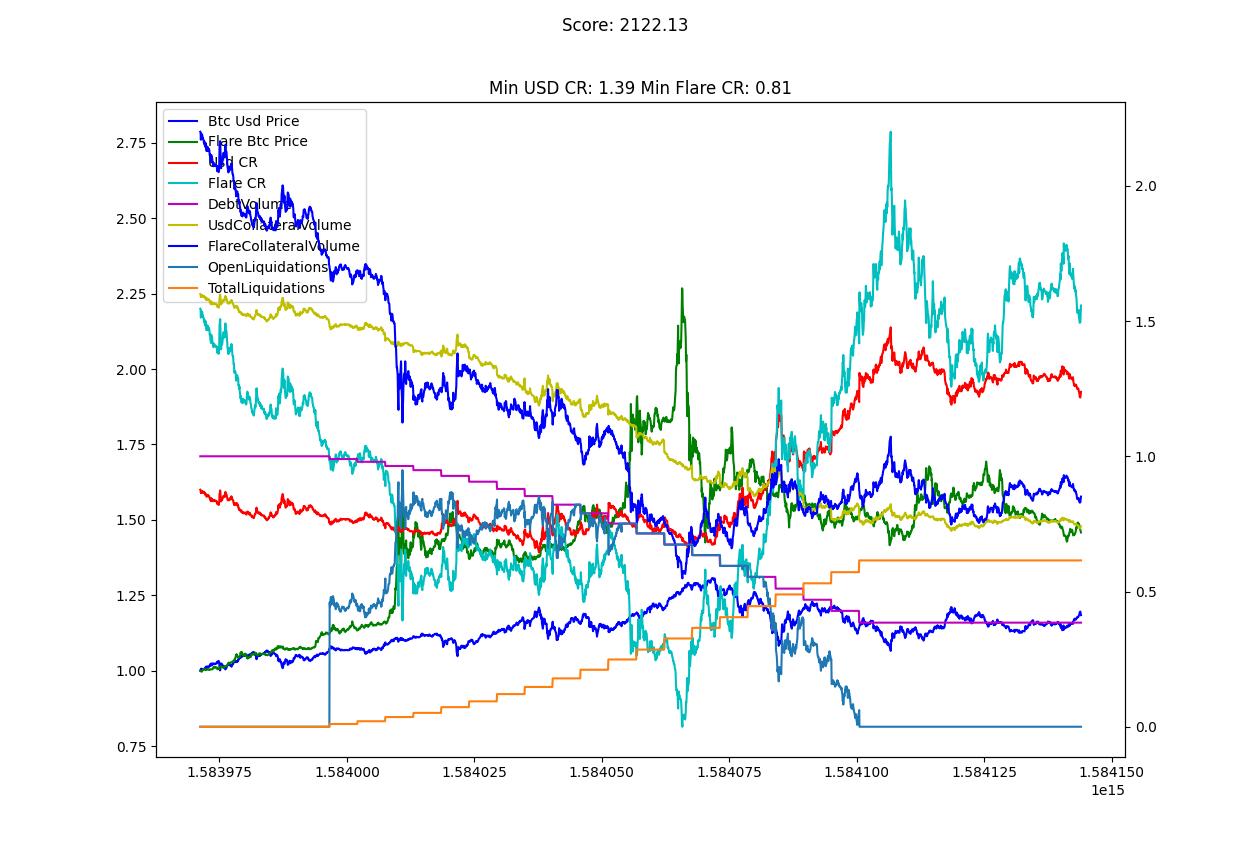 Score: 2122.13
Min USD CR: 1.39 Min Flare CR: 0.81
Btc Usd Price
Flare Btc Price
Usd CR
Flare CR
DebtVolume
UsdCollateralVolume
FlareCollateralVolume
OpenLiquidations
TotalLiquidations
2.75
2.50
2.25
2.00
1.75
1.50
1.25
1.00
0.75
2.0
1.5
1.0
0.5
0.0
1.583975
1.584000
1.584025
1.584050
1.584075
1.584100
1.584125
1.584150
1e15